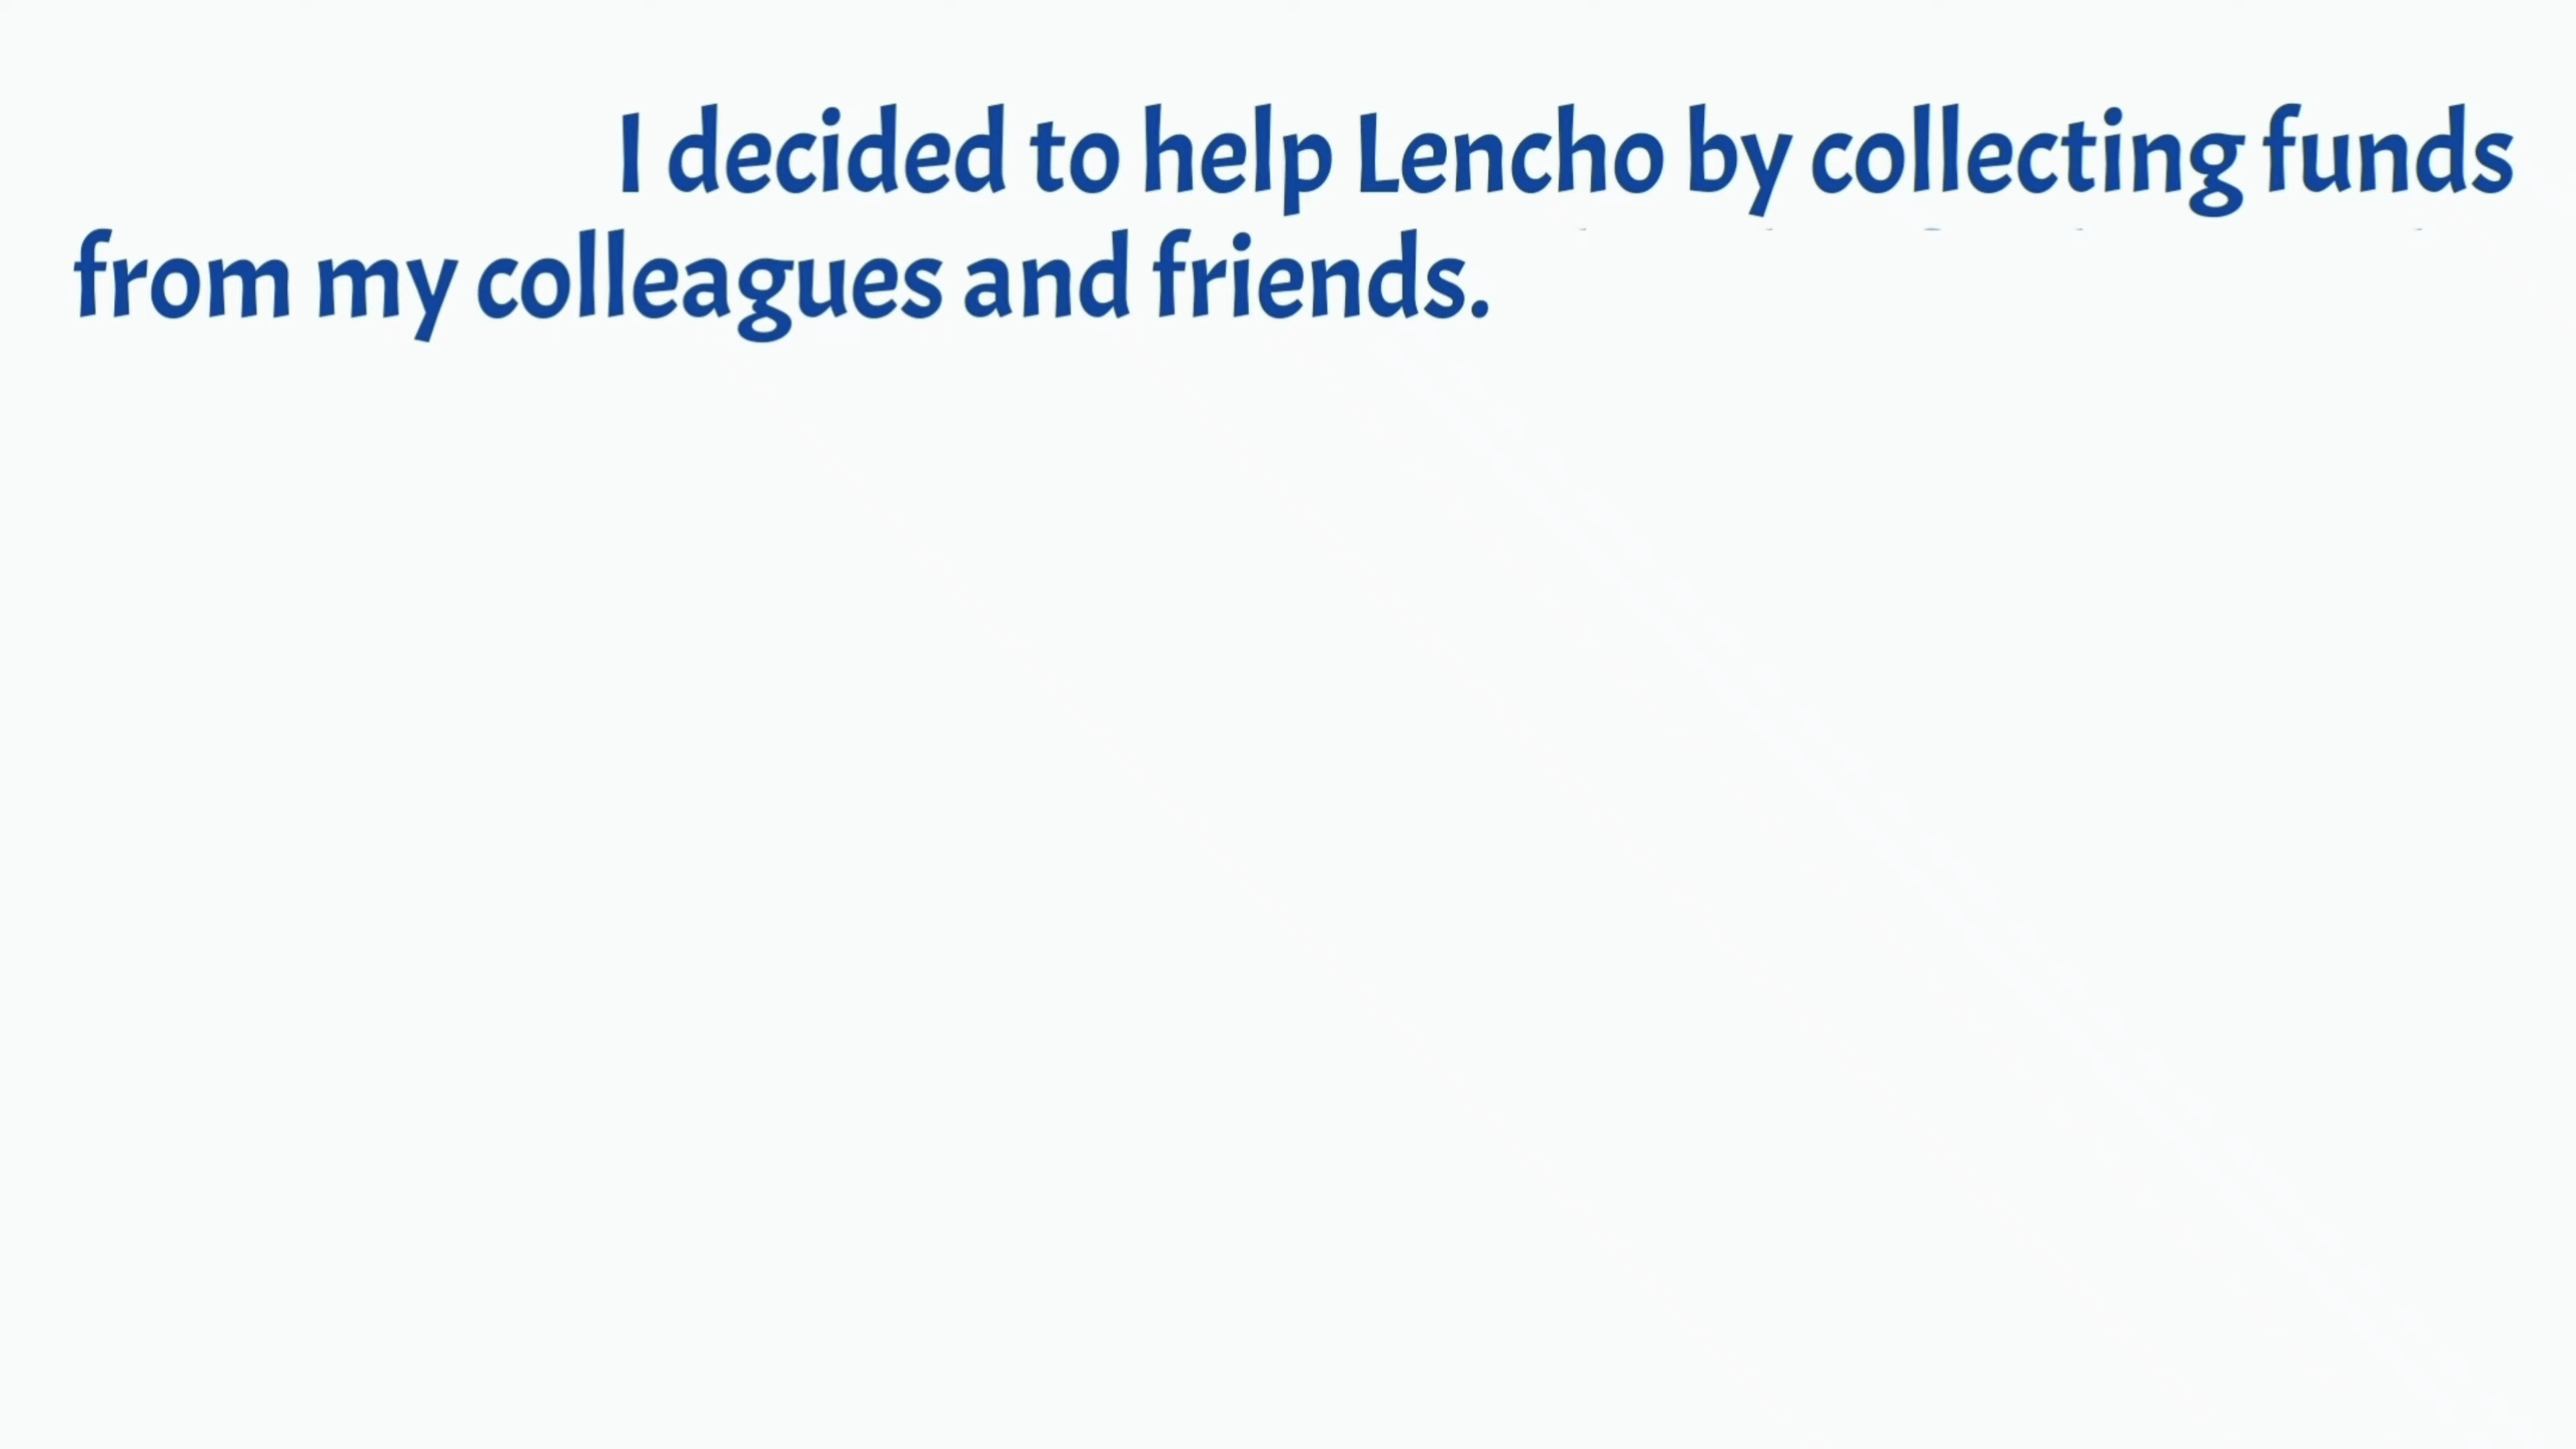 I decided to help Lencho by collecting funds
from my colleagues and friends.